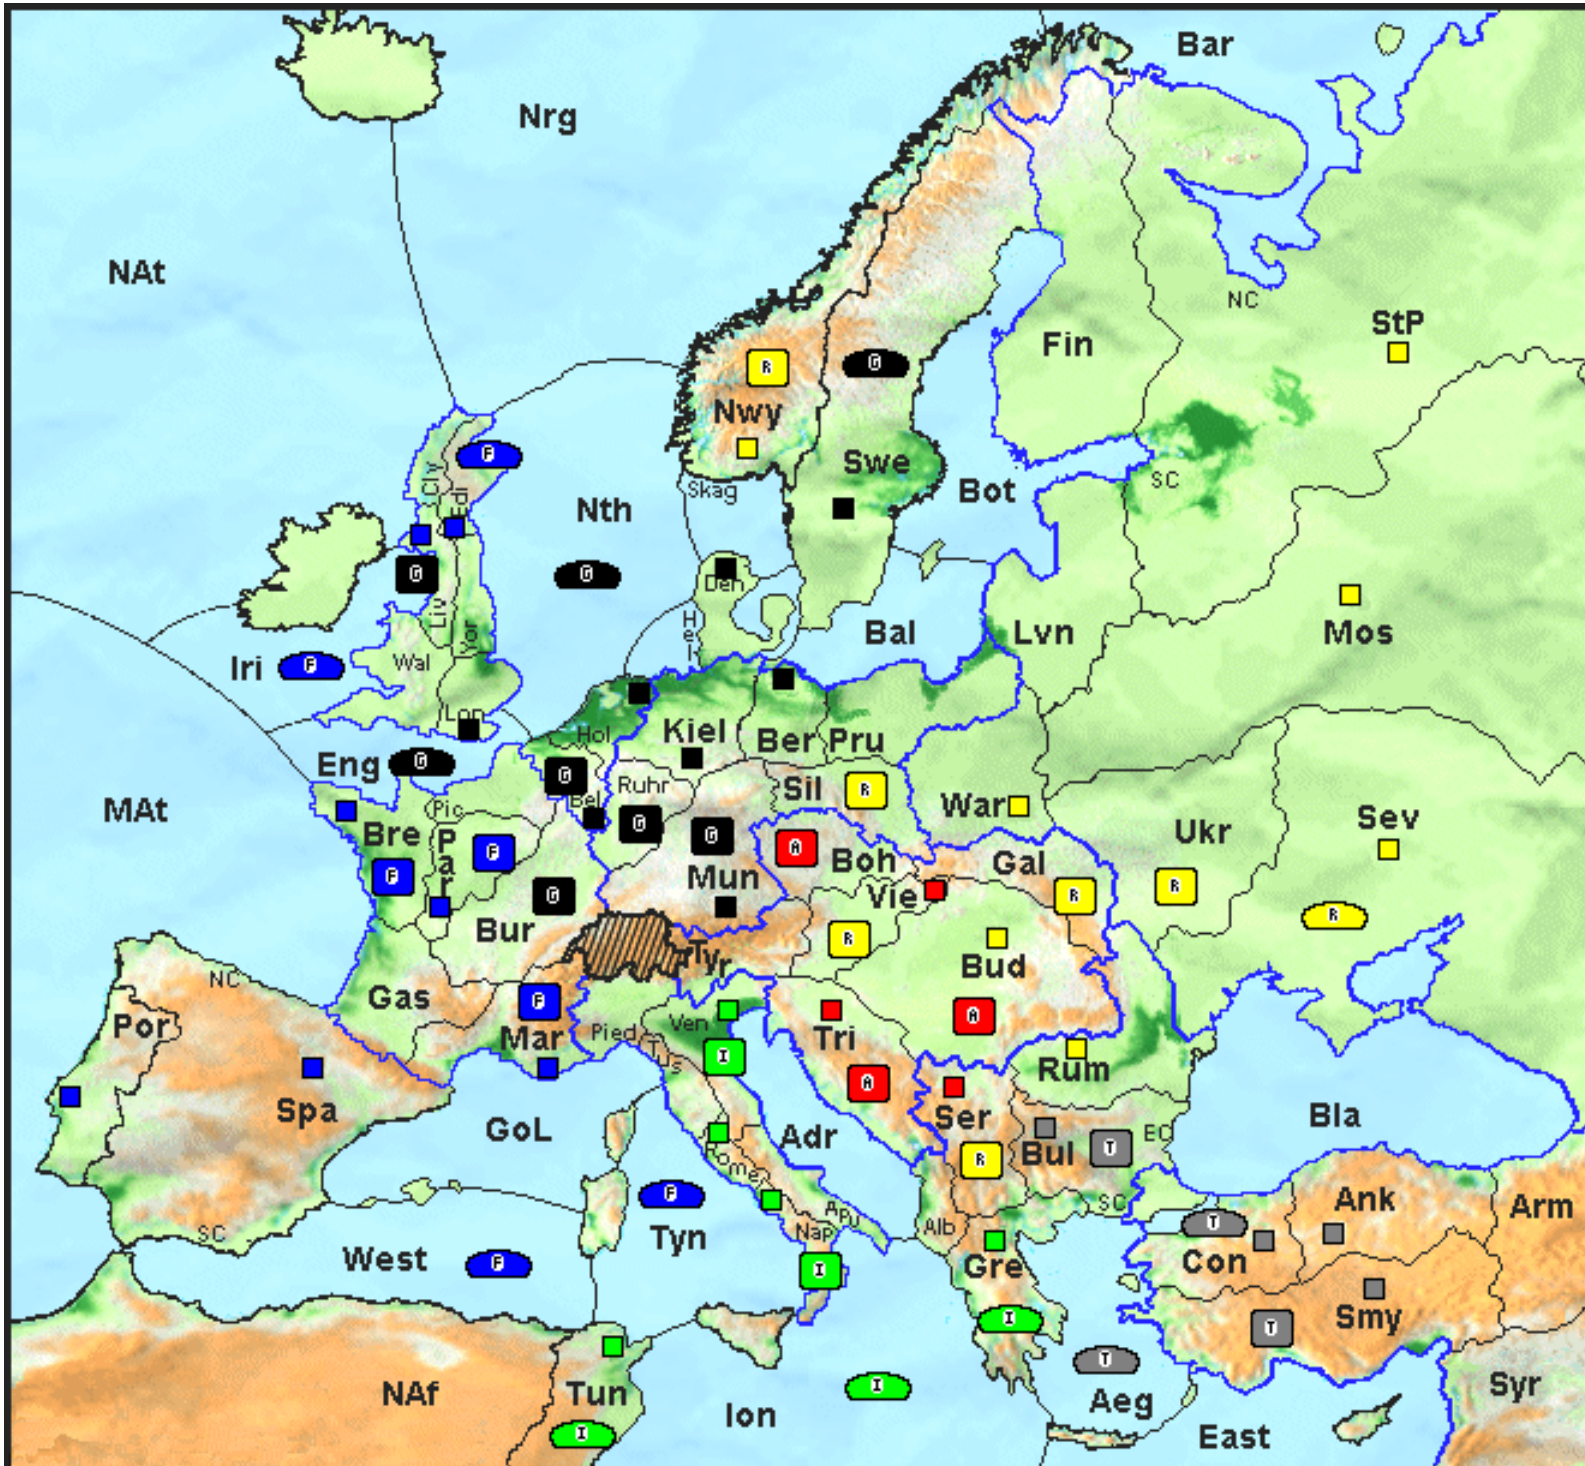 Bar
Nrg
NAt
NC
StP
Fin
R
G
Nwy
Swe
F
Cly
Edi
Skag
Bot
SC
Nth
G
G
Den
Hel
Liv
Yor
Bal
Lvn
Mos
Iri
F
Wal
Lon
Hol
Kiel
Ber
Pru
Eng
G
G
Ruhr
Sil
R
War
MAt
Pic
Bel
Bre
Par
F
G
G
A
Boh
Gal
Ukr
Sev
F
Mun
Vie
R
R
R
G
Bur
Tyr
R
Bud
NC
Gas
F
Por
Mar
Pied
Ven
Tus
I
Tri
A
Rum
A
Spa
GoL
Adr
Ser
Bla
Bul
T
EC
Rome
R
F
Tyn
Apu
Nap
Alb
SC
Ank
Arm
T
SC
West
F
I
Gre
Con
I
T
Smy
NAf
Tun
I
Ion
I
T
Aeg
Syr
I
East